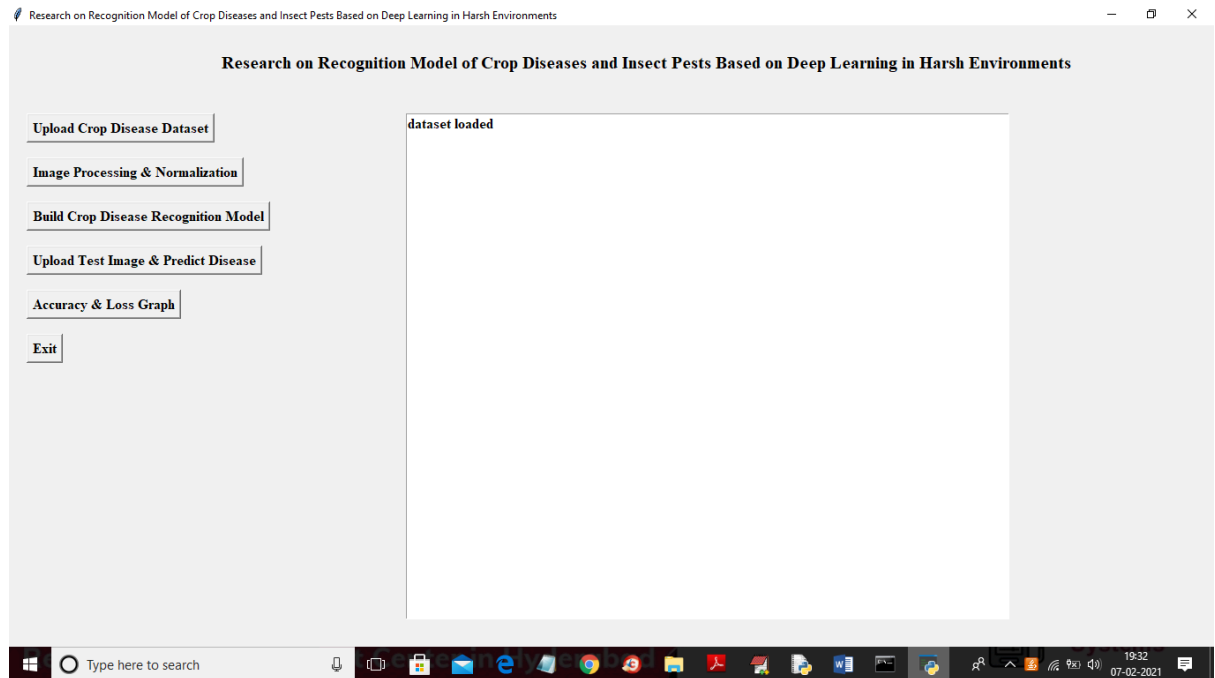 Research on Recognition Model of Crop Diseases and Insect Pests Based on Deep Learning in Harsh Environments
Research on Recognition Model of Crop Diseases and Insect Pests Based on Deep Learning in Harsh Environments
Upload Crop Disease Dataset
dataset loaded
Image Processing & Normalization
Build Crop Disease Recognition Model
Upload Test Image & Predict Disease
Accuracy & Loss Graph
Exit
Type here to search
19:32
07-02-2021